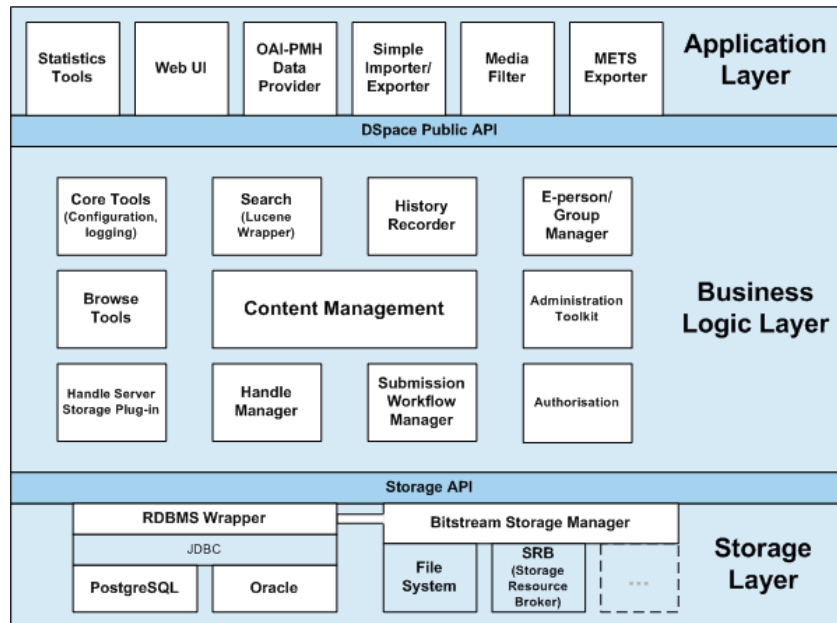 Statistics
Tools
Web UI
OAI-PMH
Data
Provider
Simple
Importer/
Exporter
Media
Filter
METS
Exporter
Application
Layer
DSpace Public API
Core Tools
(Configuration,
logging)
Search
(Lucene
Wrapper)
History
Recorder
E-person/
Group
Manager
Browse
Tools
Content Management
Administration
Toolkit
Business
Logic Layer
Handle Server
Storage Plug-in
Handle
Manager
Submission
Workflow
Manager
Authorisation
Storage API
RDBMS Wrapper
Bitstream Storage Manager
JDBC
PostgreSQL
Oracle
File
System
SRB
(Storage
Resource
Broker)
...
Storage
Layer